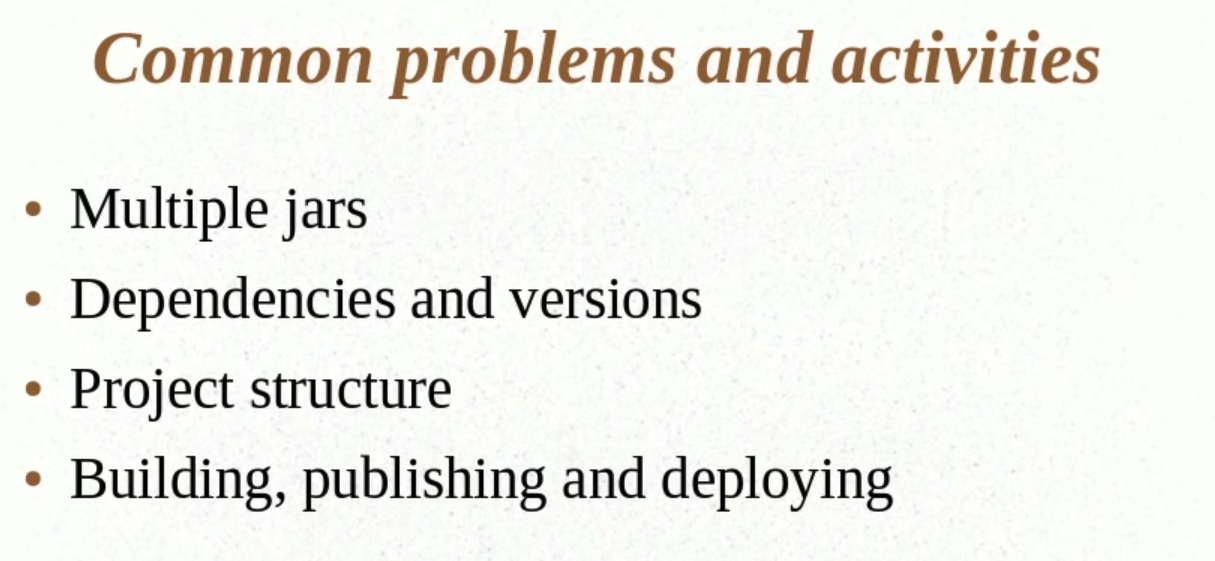 Common problems and activities
• Multiple jars
• Dependencies and versions
• Project structure
• Building, publishing and deploying